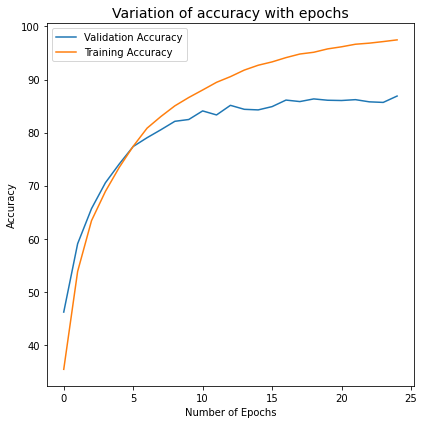 Variation of accuracy with epochs
Validation Accuracy
Training Accuracy
100
90
80
70
60
50
40
Accuracy
0
5
10
15
20
25
Number of Epochs